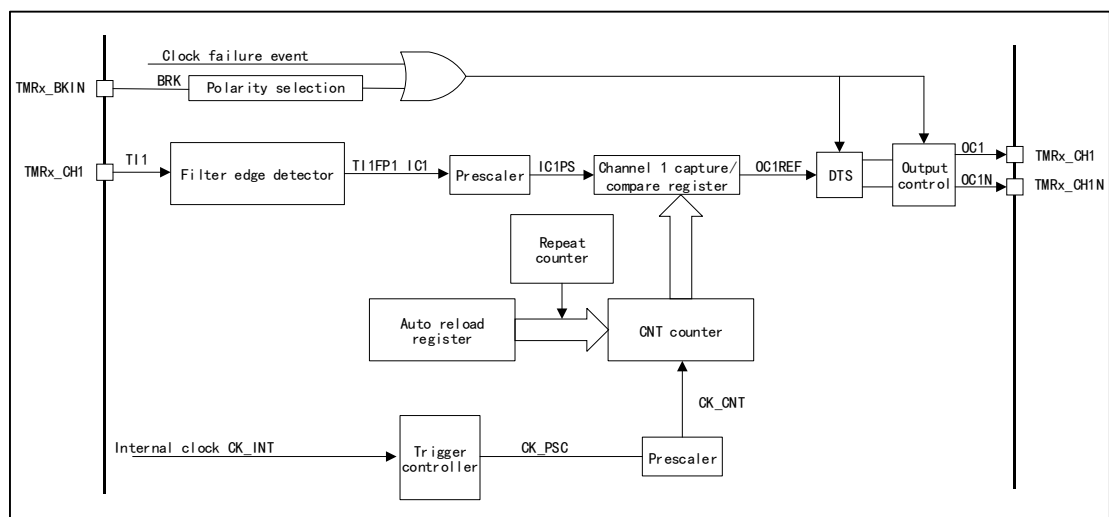 Clock failure event
TMRx_BKIN
BRK
Polarity selection
TMRx_CH1
TI1
Filter edge detector
TI1FP1 IC1
Prescaler
IC1PS
Channel 1 capture/
compare register
OC1REF
DTS
Output
control
OC1
OC1N
TMRx_CH1
TMRx_CH1N
Repeat
counter
Auto reload
register
CNT counter
CK_CNT
Internal clock CK_INT
Trigger
controller
CK_PSC
Prescaler